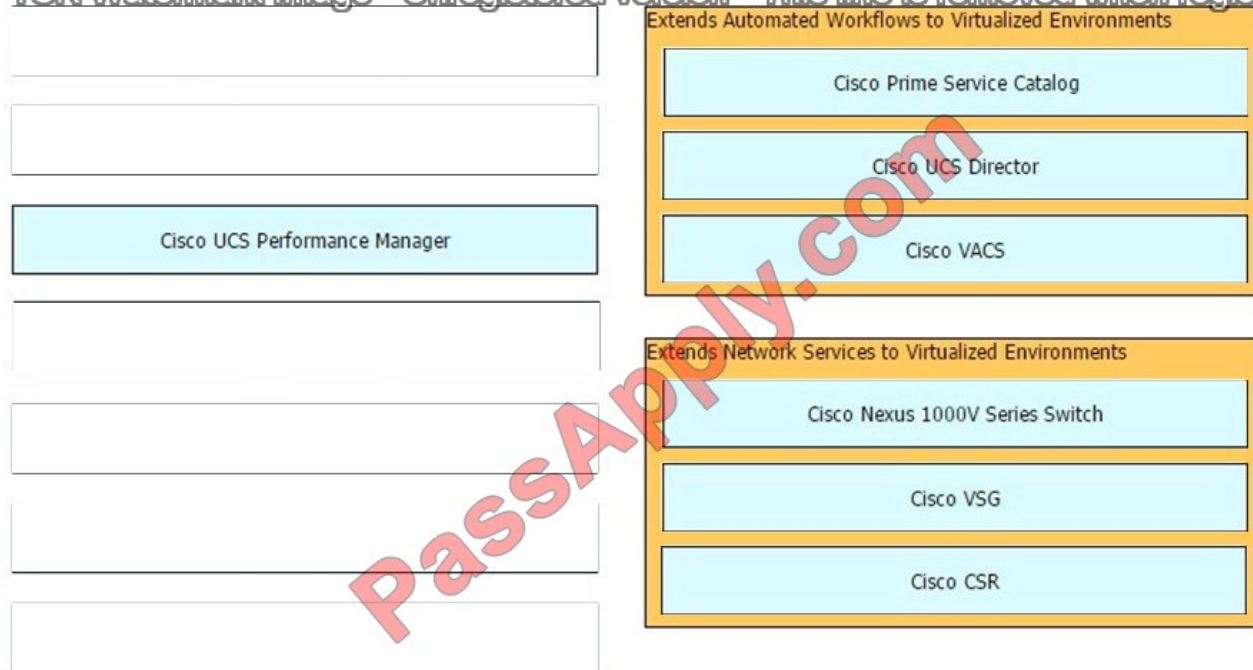 Extends Automated Workflows to Virtualized Environments
Cisco Prime Service Catalog
Cisco UCS Director
Cisco UCS Performance Manager
Cisco VACS
Extends Network Services to Virtualized Environments
Cisco Nexus 1000V Series Switch
Cisco VSG
Cisco CSR
PassApply.com